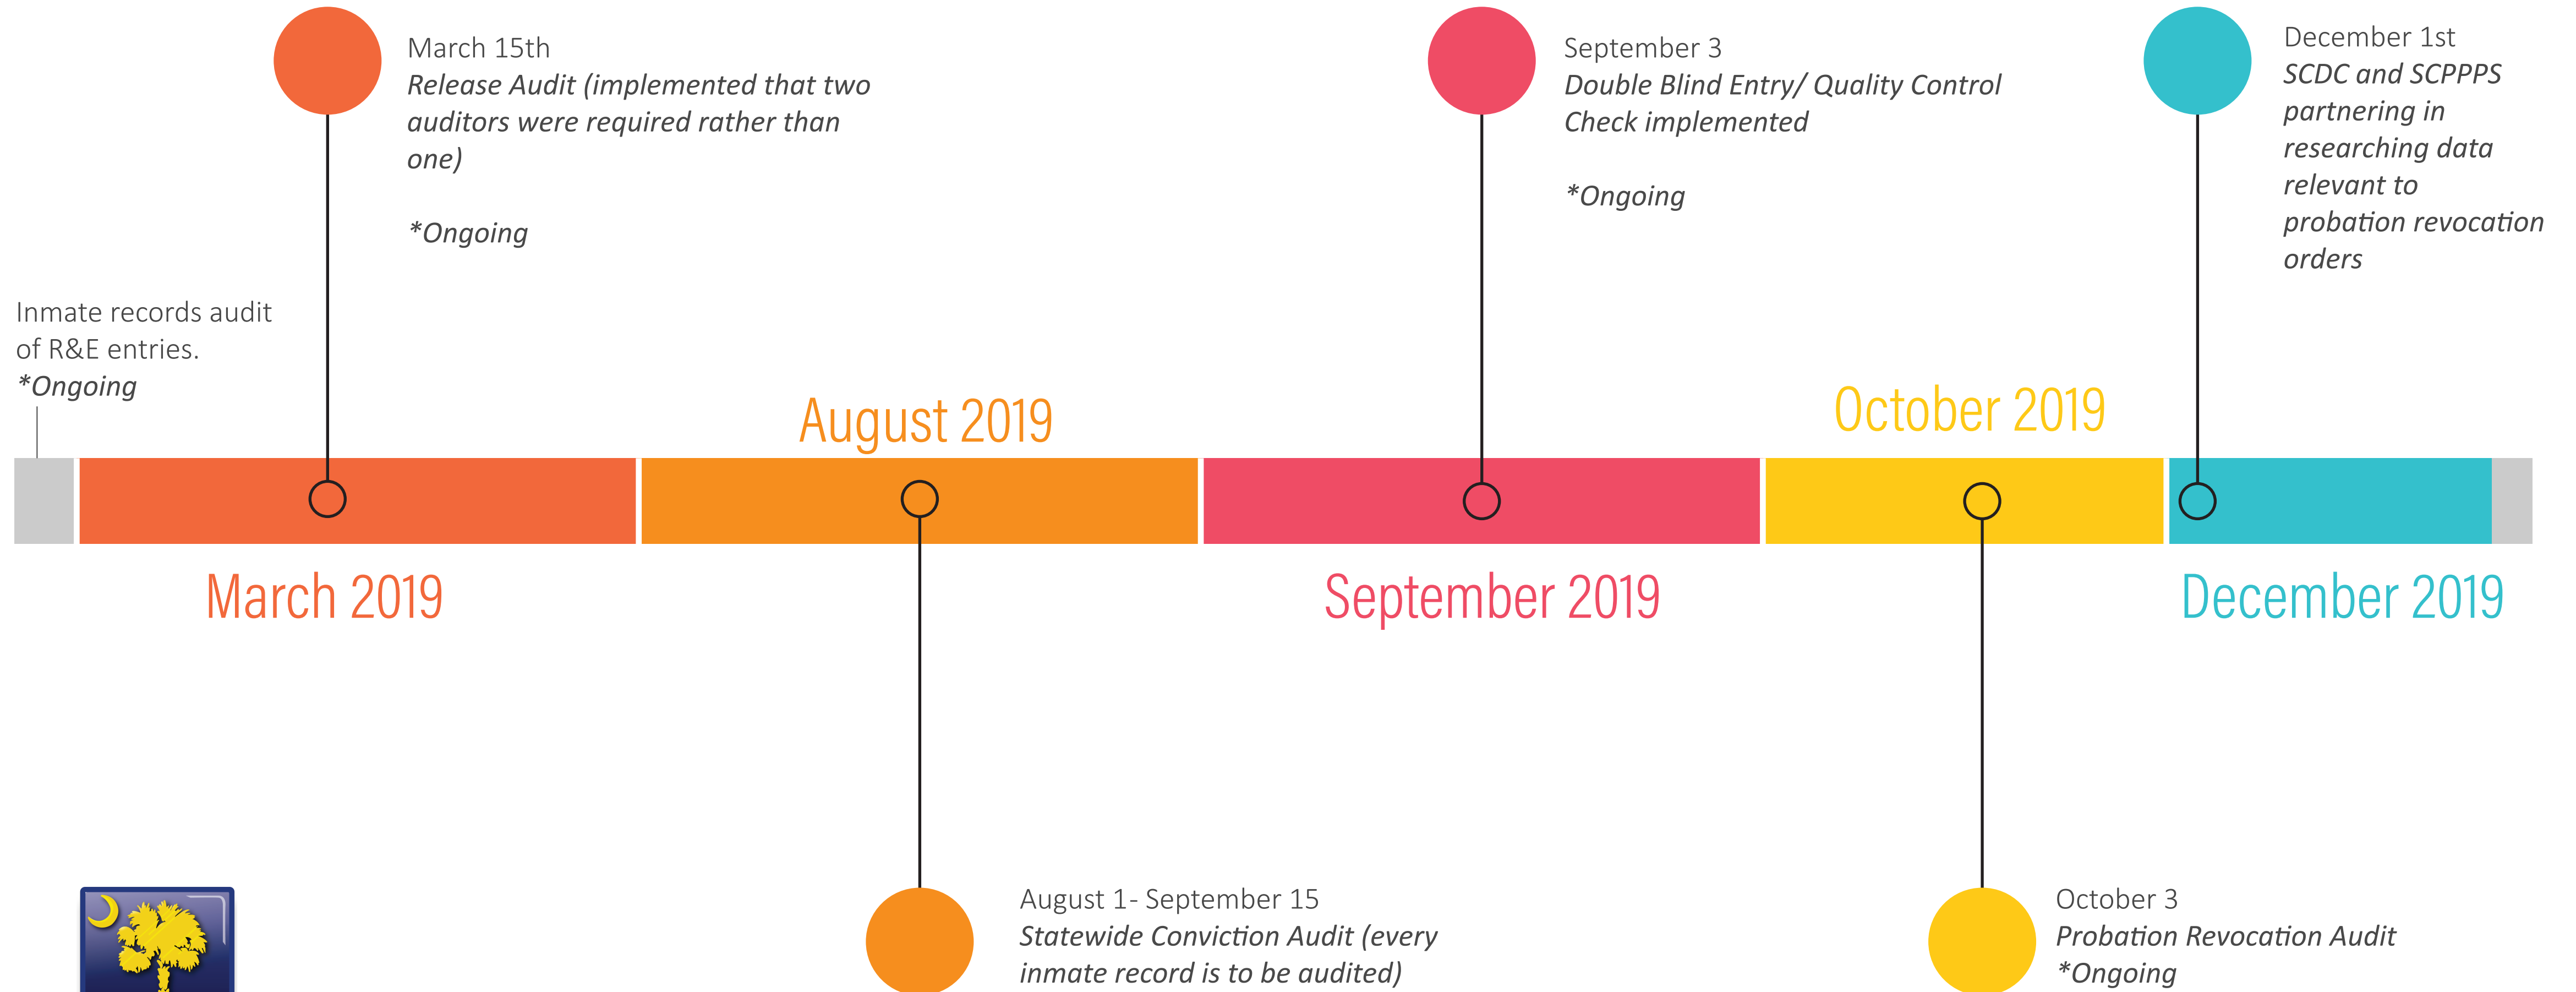 March 15th
Release Audit (implemented that two
auditors were required rather than
one)
*Ongoing
September 3
Double Blind Entry/ Quality Control
Check implemented
*Ongoing
December 1st
SCDC and SCPPPS
partnering in
researching data
relevant to
probation revocation
orders
Inmate records audit
of R&E entries.
*Ongoing
August 2019
October 2019
March 2019
September 2019
December 2019
August 1- September 15
Statewide Conviction Audit (every
inmate record is to be audited)
October 3
Probation Revocation Audit
*Ongoing